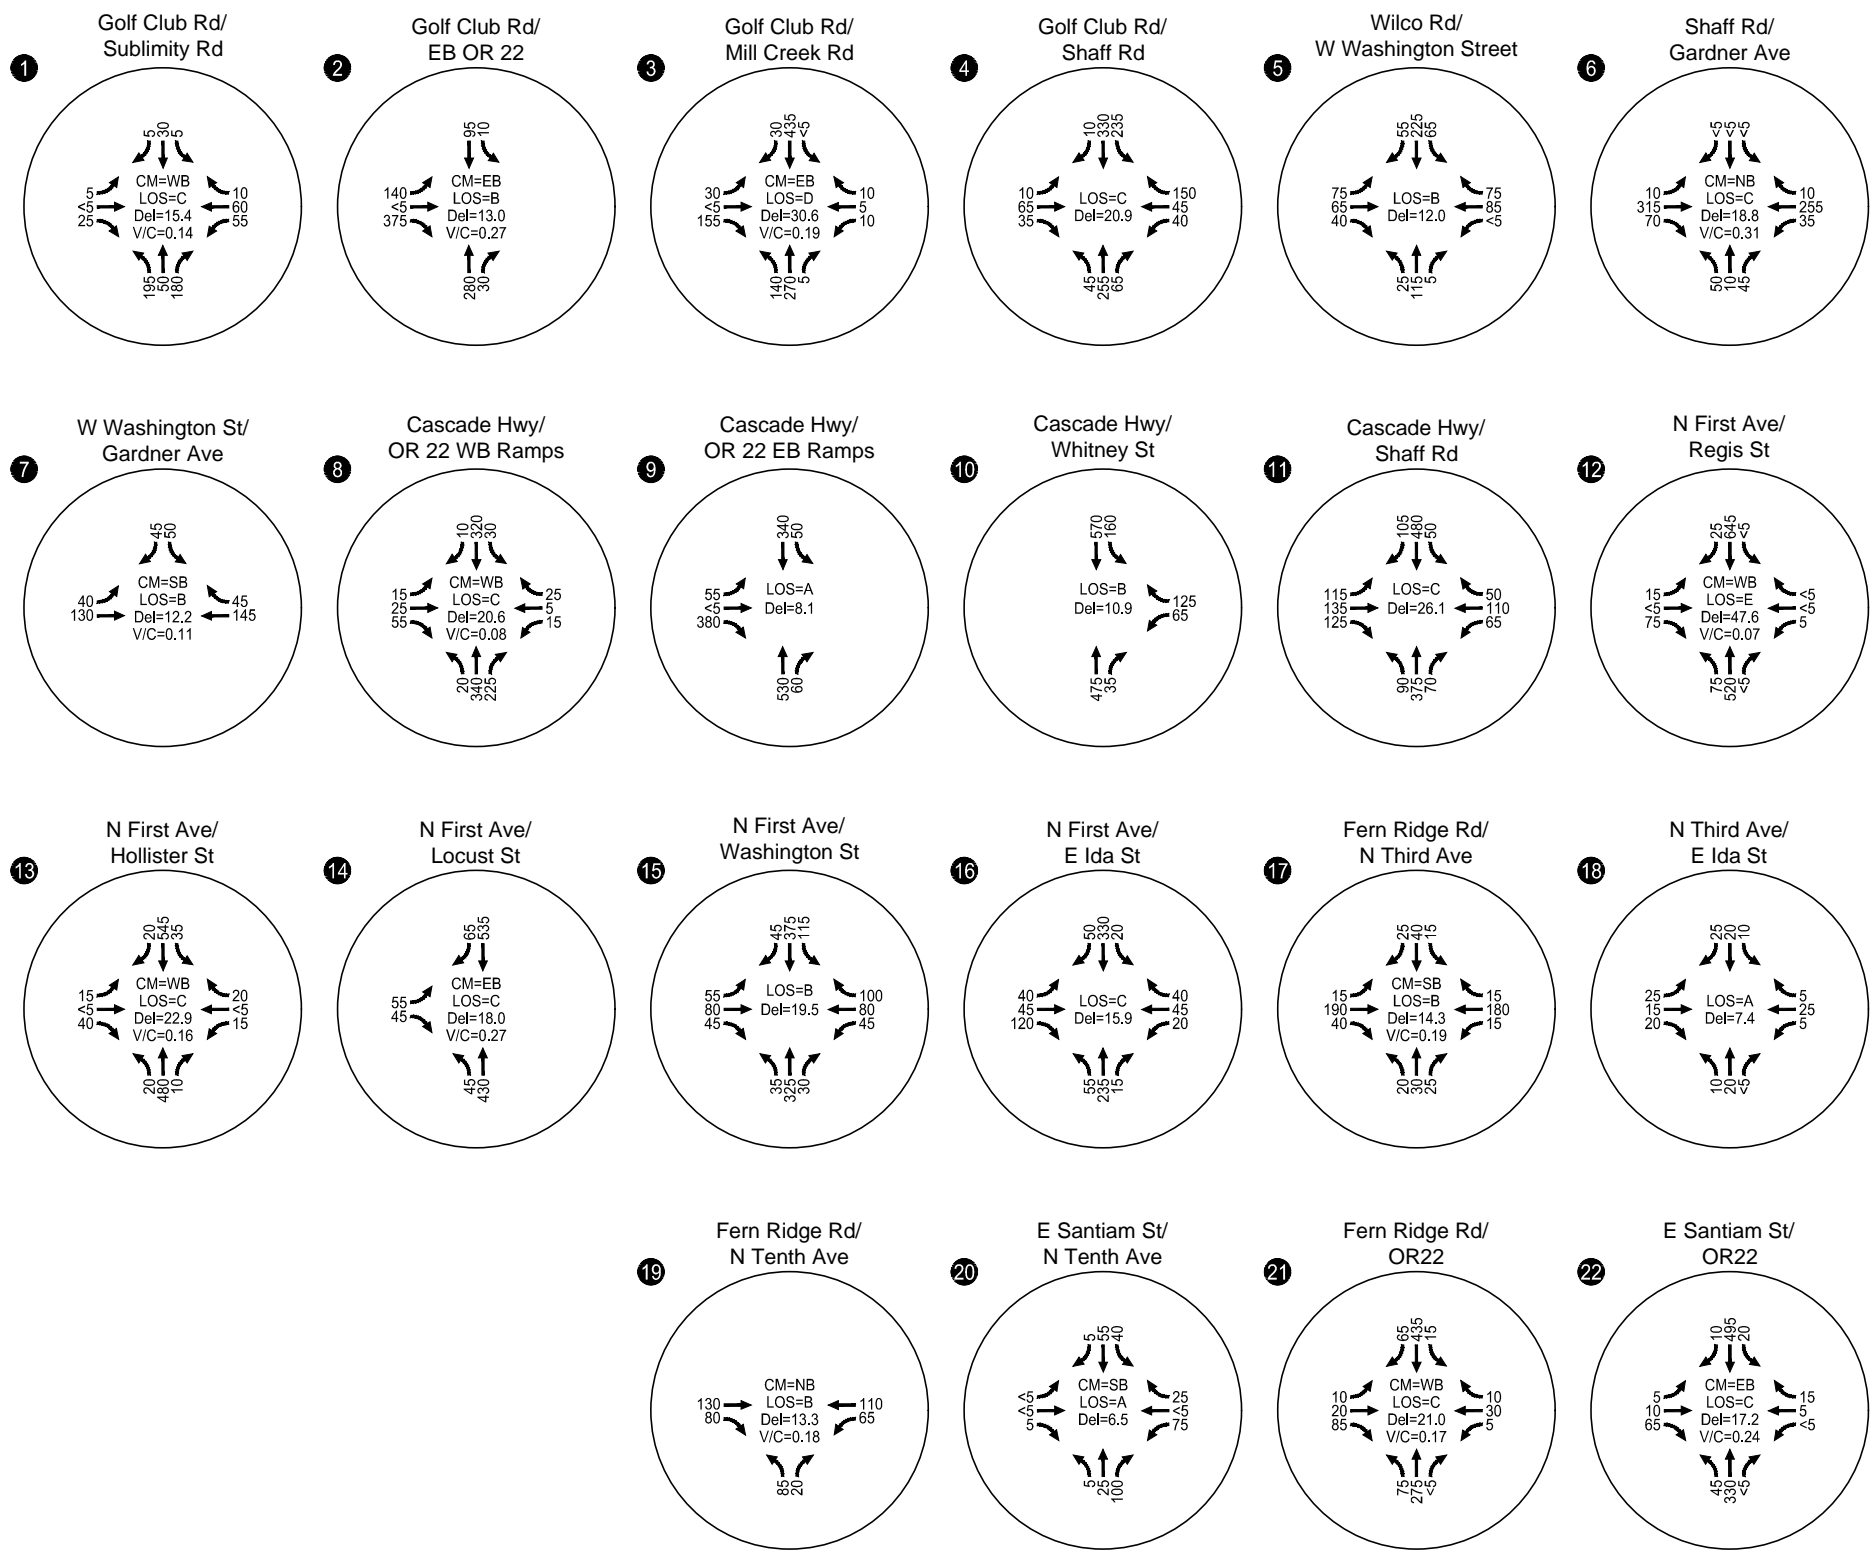 1
Golf Club Rd/
Sublimity Rd
5 30 5
5
<5
25
CM=WB
LOS=C
Del=15.4
V/C=0.14
10
60
55
195 50 180
2
Golf Club Rd/
EB OR 22
95 10
140
<5
375
CM=EB
LOS=B
Del=13.0
V/C=0.27
280 30
3
Golf Club Rd/
Mill Creek Rd
30 435 <5
30
<5
155
CM=EB
LOS=D
Del=30.6
V/C=0.19
10
5
10
140 270 5
4
Golf Club Rd/
Shaff Rd
10 330 235
10
65
35
LOS=C
Del=20.9
150
45
40
45 255 65
5
Wilco Rd/
W Washington Street
55 225 65
75
65
40
LOS=B
Del=12.0
75
85
<5
25 115 5
6
Shaff Rd/
Gardner Ave
<5 <5 <5
10
315
70
CM=NB
LOS=C
Del=18.8
V/C=0.31
10
255
35
50 10 45
7
W Washington St/
Gardner Ave
45 50
40
130
CM=SB
LOS=B
Del=12.2
V/C=0.11
45
145
8
Cascade Hwy/
OR 22 WB Ramps
10 320 30
15
25
55
CM=WB
LOS=C
Del=20.6
V/C=0.08
25
5
15
20 340 225
9
Cascade Hwy/
OR 22 EB Ramps
340 50
55
<5
380
LOS=A
Del=8.1
530 60
10
Cascade Hwy/
Whitney St
570 160
LOS=B
Del=10.9
125
65
475 35
11
Cascade Hwy/
Shaff Rd
105 480 50
115
135
125
LOS=C
Del=26.1
50
110
65
90 375 70
12
N First Ave/
Regis St
25 645 <5
15
<5
75
CM=WB
LOS=E
Del=47.6
V/C=0.07
<5
<5
5
75 520 <5
13
N First Ave/
Hollister St
20 545 35
15
<5
40
CM=WB
LOS=C
Del=22.9
V/C=0.16
20
<5
15
20 480 10
14
N First Ave/
Locust St
65 535
55
45
CM=EB
LOS=C
Del=18.0
V/C=0.27
45 430
15
N First Ave/
Washington St
45 375 115
55
80
45
LOS=B
Del=19.5
100
80
45
35 325 30
16
N First Ave/
E Ida St
50 330 20
40
45
120
LOS=C
Del=15.9
40
45
20
55 235 15
17
Fern Ridge Rd/
N Third Ave
25 40 15
15
190
40
CM=SB
LOS=B
Del=14.3
V/C=0.19
15
180
15
20 30 25
18
N Third Ave/
E Ida St
25 20 10
25
15
20
LOS=A
Del=7.4
5
25
5
10 20 <5
19
Fern Ridge Rd/
N Tenth Ave
130
80
CM=NB
LOS=B
Del=13.3
V/C=0.18
110
65
85 20
20
E Santiam St/
N Tenth Ave
5 55 40
<5
<5
5
CM=SB
LOS=A
Del=6.5
25
<5
75
5 25 100
21
Fern Ridge Rd/
OR22
65 435 15
10
20
85
CM=WB
LOS=C
Del=21.0
V/C=0.17
10
30
5
75 275 <5
22
E Santiam St/
OR22
10 495 20
5
10
65
CM=EB
LOS=C
Del=17.2
V/C=0.24
15
5
<5
45 330 <5